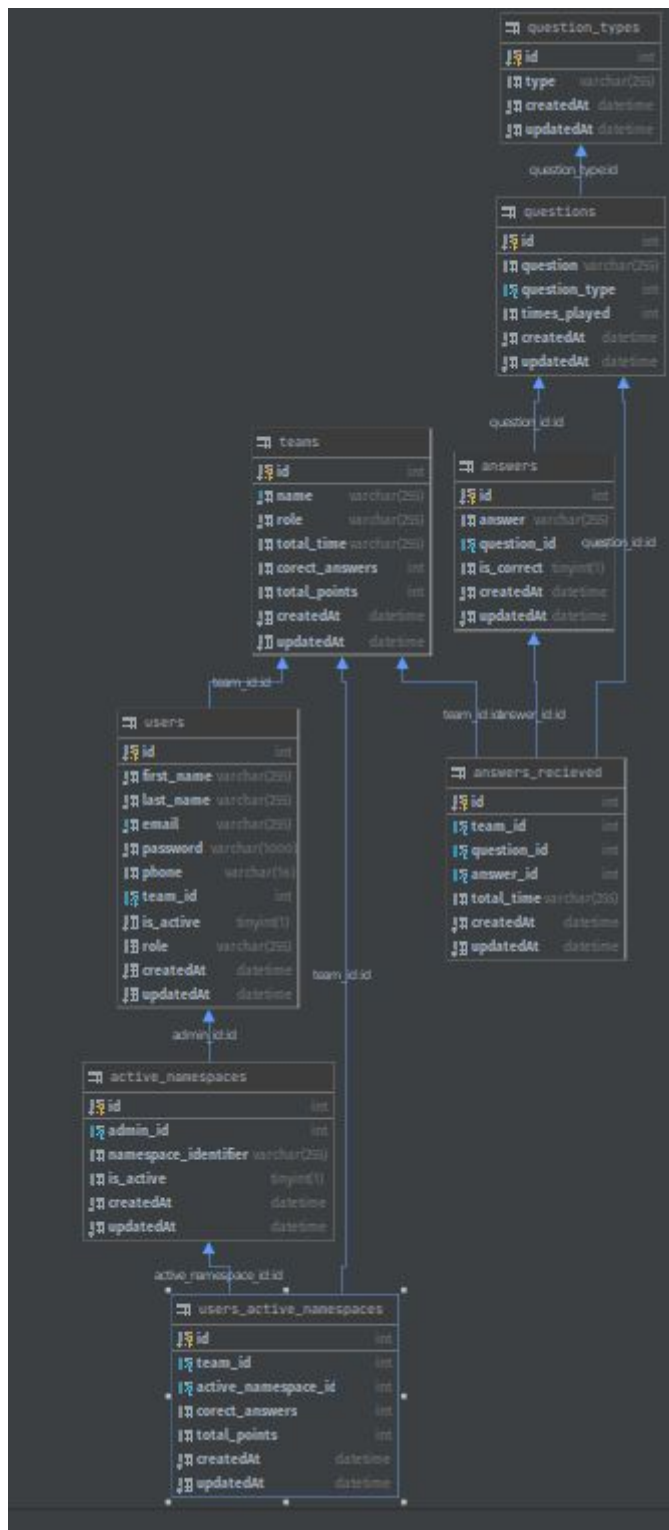 question_types
id int
type varchar(255)
createdAt datetime
updatedAt datetime
question_type:id
questions
id int
question varchar(255)
question_type int
times_played int
createdAt datetime
updatedAt datetime
question_id:id
teams
id int
name varchar(255)
role varchar(255)
total_time varchar(255)
corect_answers int
total_points int
createdAt datetime
updatedAt datetime
answers
id int
answer varchar(255)
question_id int
question_id:id
is_correct tinyint(1)
createdAt datetime
updatedAt datetime
team_id:id
team_id:id
answer_id:id
users
id int
first_name varchar(255)
last_name varchar(255)
email varchar(255)
password varchar(1000)
phone varchar(16)
team_id int
is_active tinyint(1)
role varchar(255)
createdAt datetime
updatedAt datetime
answers_recieved
id int
team_id int
question_id int
answer_id int
total_time varchar(255)
createdAt datetime
updatedAt datetime
team_id:id
admin_id:id
active_namespaces
id int
admin_id int
namespace_identifier varchar(255)
is_active tinyint(1)
createdAt datetime
updatedAt datetime
active_namespace_id:id
users_active_namespaces
id int
team_id int
active_namespace_id int
corect_answers int
total_points int
createdAt datetime
updatedAt datetime